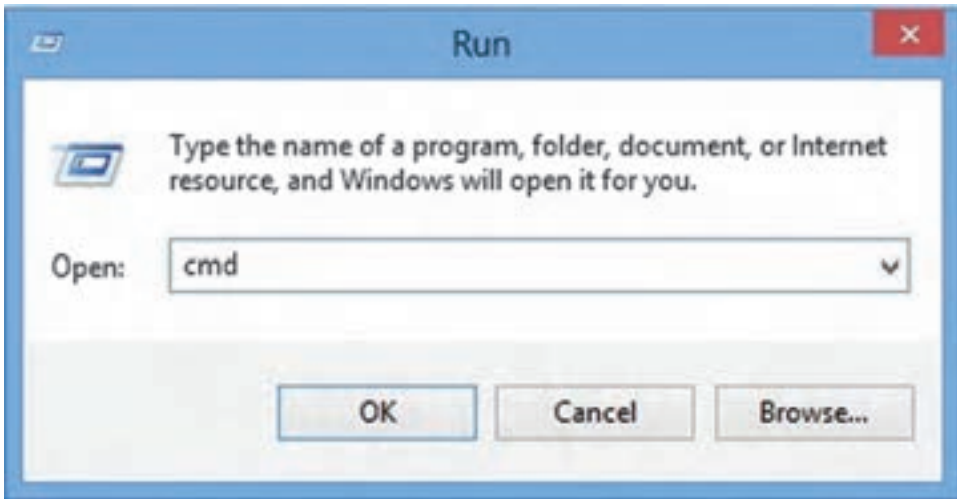 Run
Type the name of a program, folder, document, or Internet
resource, and Windows will open it for you.
Open: cmd
OK Cancel Browse...